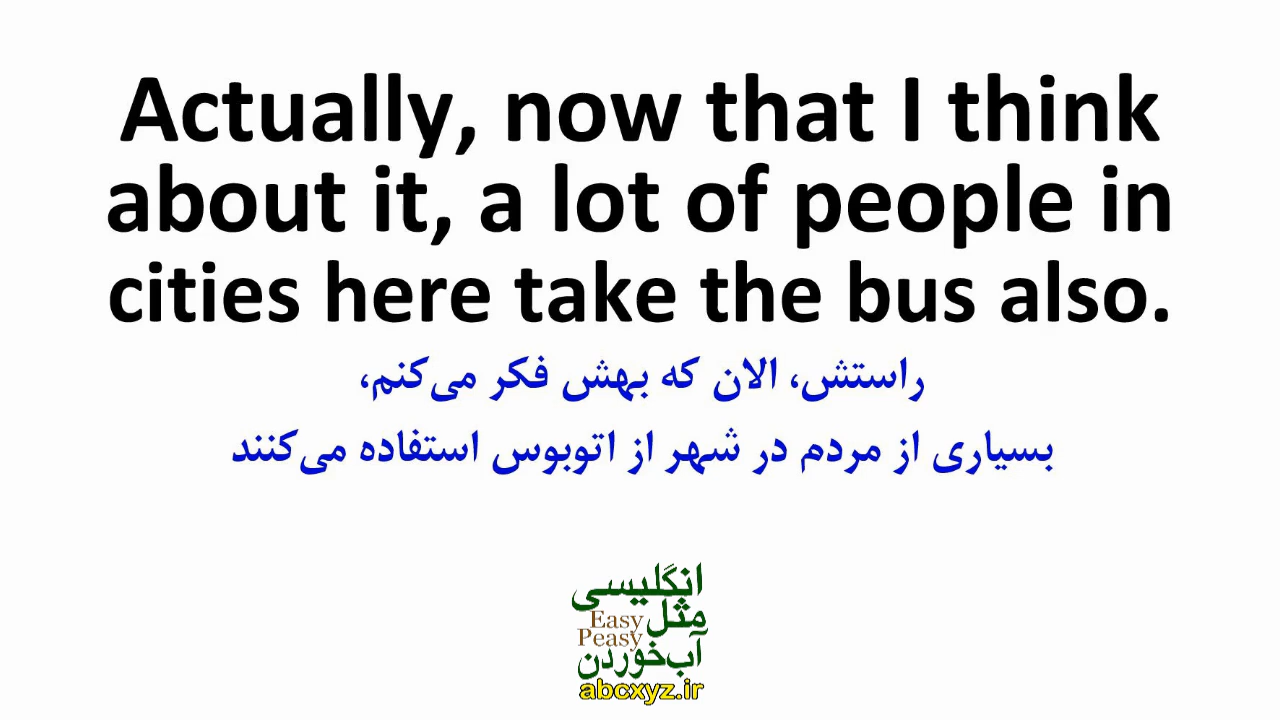 Actually, now that I think
about it, a lot of people in
cities here take the bus also.
راستش، الان که بهش فکر می‌کنم،
بسیاری از مردم در شهر از اتوبوس استفاده می‌کنند
انگلیسی
مثل
Easy
Peasy
آب‌خوردن
abcxyz.ir